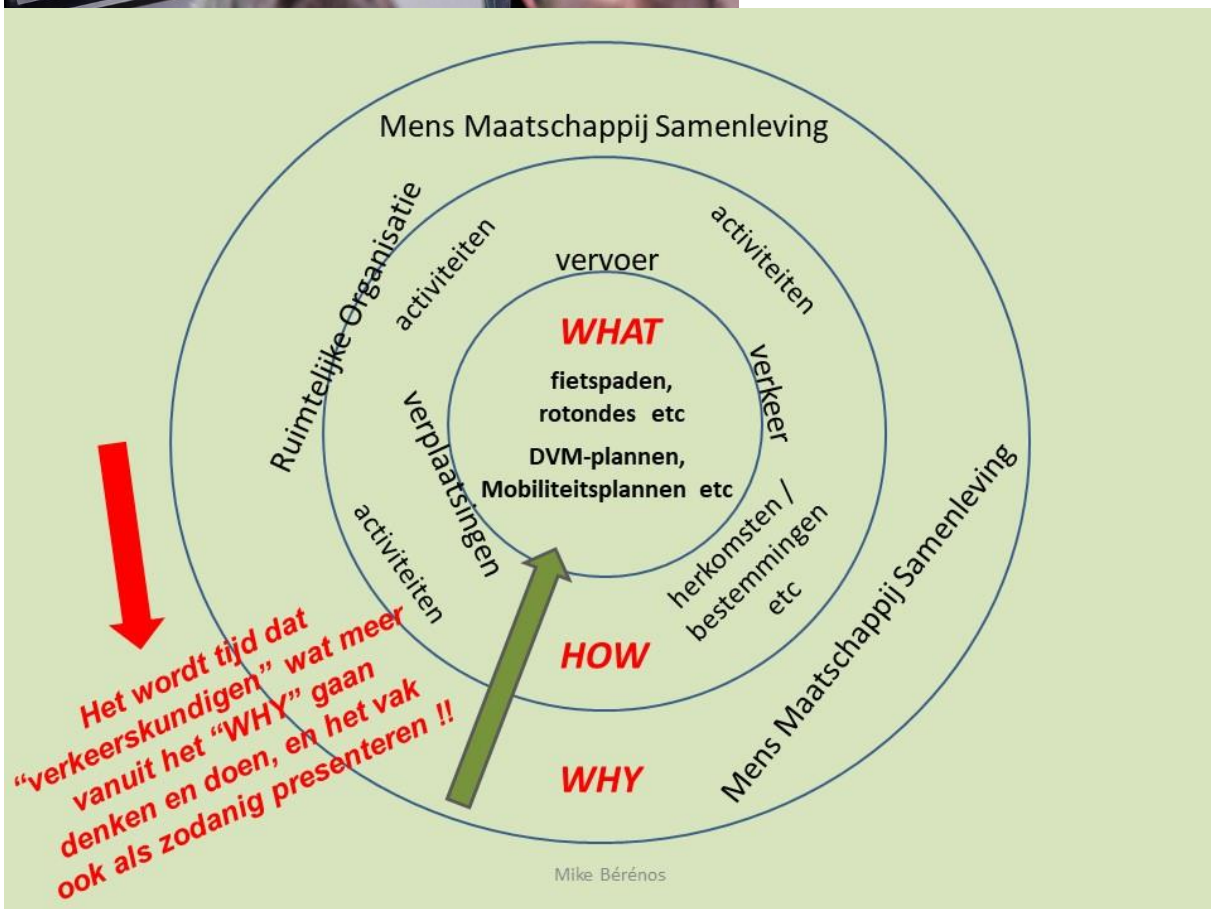 Mens Maatschappij Samenleving
Ruimtelijke Organisatie
activiteiten
activiteiten
vervoer
WHAT
fietspaden,
rotondes etc
DVM-plannen,
Mobiliteitsplannen etc
verkeer
verplaatsingen
activiteiten
herkomsten /
bestemmingen
etc
HOW
WHY
Mens Maatschappij Samenleving
Het wordt tijd dat
“verkeerskundigen” wat meer
vanuit het “WHY” gaan
denken en doen, en het vak
ook als zodanig presenteren !!
Mike Bérénos